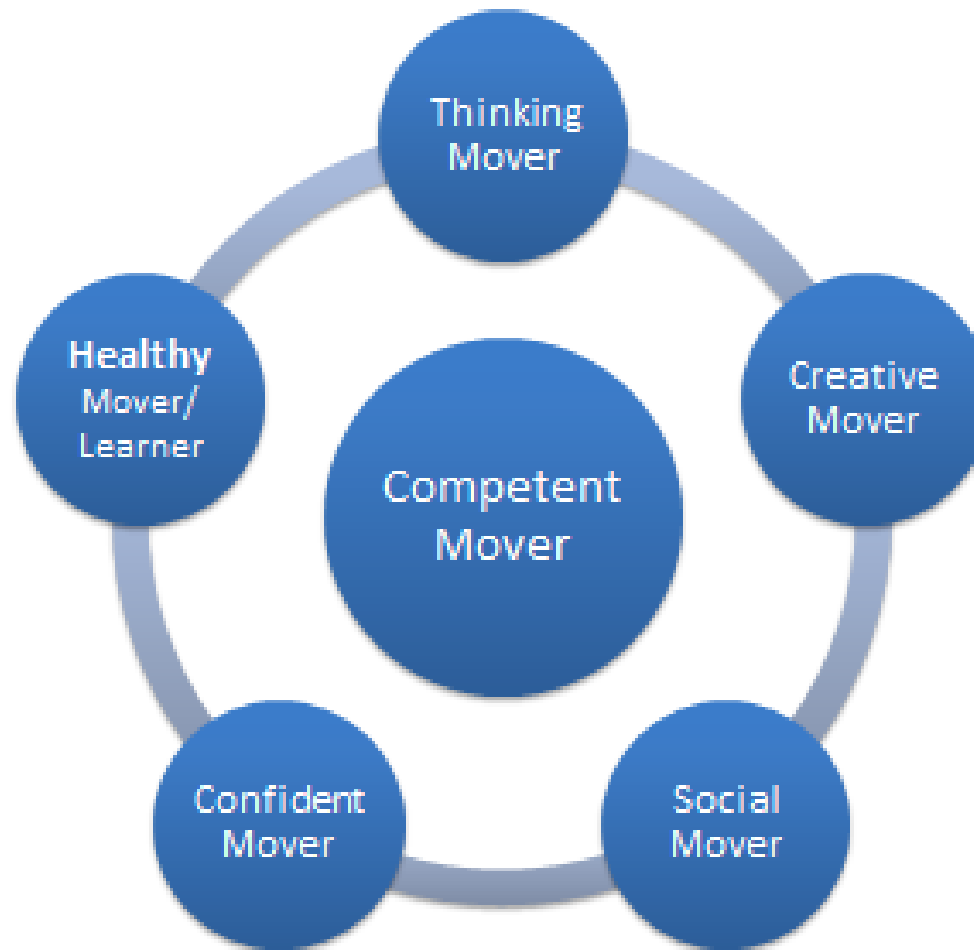 Thinking
Mover
Creative
Mover
Social
Mover
Confident
Mover
Healthy
Mover/
Learner
Competent
Mover